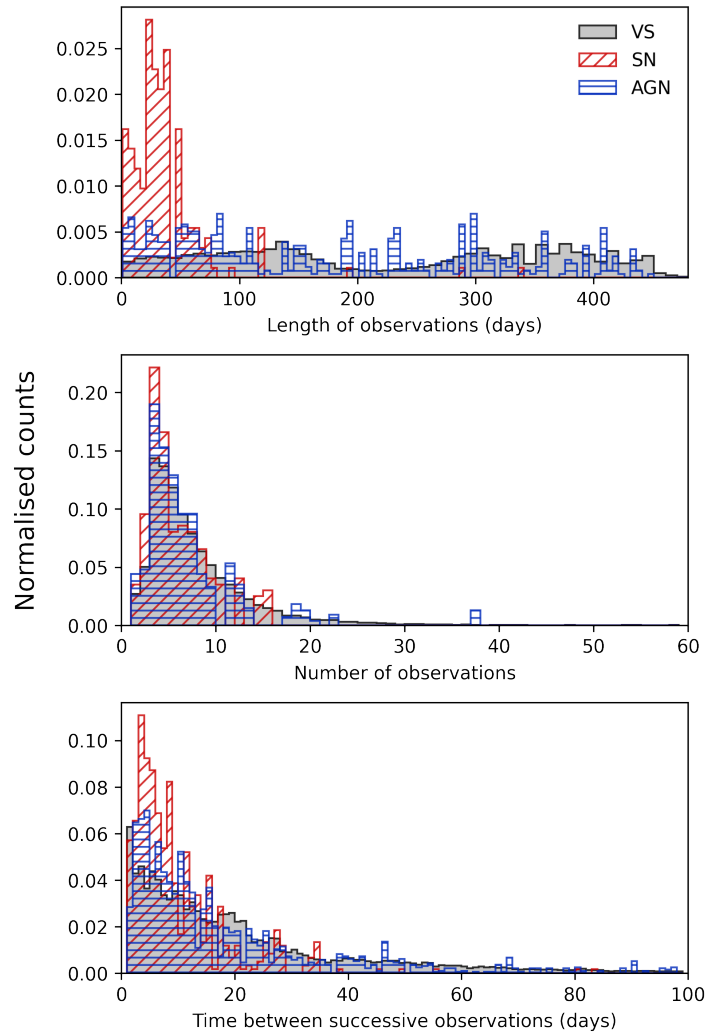 VS
SN
AGN
0.025
0.020
0.015
0.010
0.005
0.000
0 100 200 300 400
Length of observations (days)
Normalised counts
0.20
0.15
0.10
0.05
0.00
0 10 20 30 40 50 60
Number of observations
0.10
0.08
0.06
0.04
0.02
0.00
0 20 40 60 80 100
Time between successive observations (days)